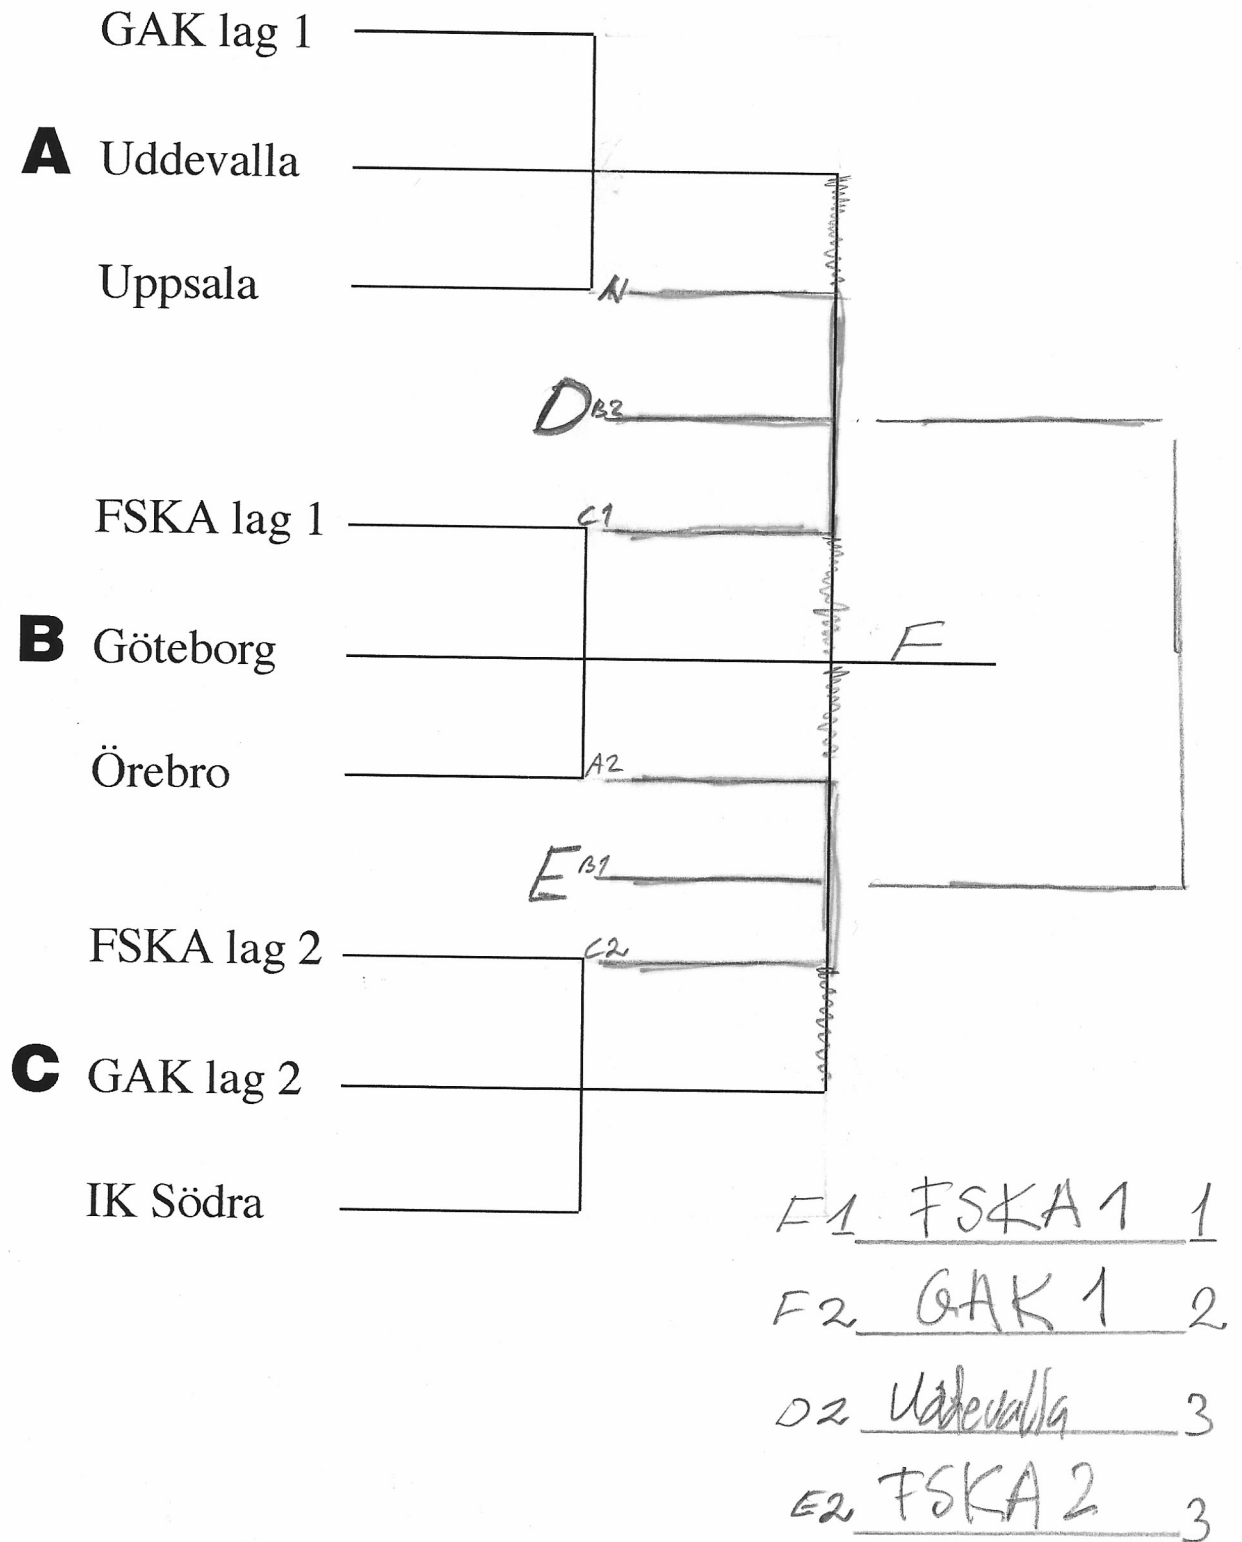 GAK lag 1
A Uddevalla
Uppsala
D B2
FSKA lag 1 C1
B Göteborg F
Örebro A2
E B1
FSKA lag 2 C2
C GAK lag 2
IK Södra
F1 FSKA 1 1
F2 GAK 1 2
D2 Uddevalla 3
E2 FSKA 2 3